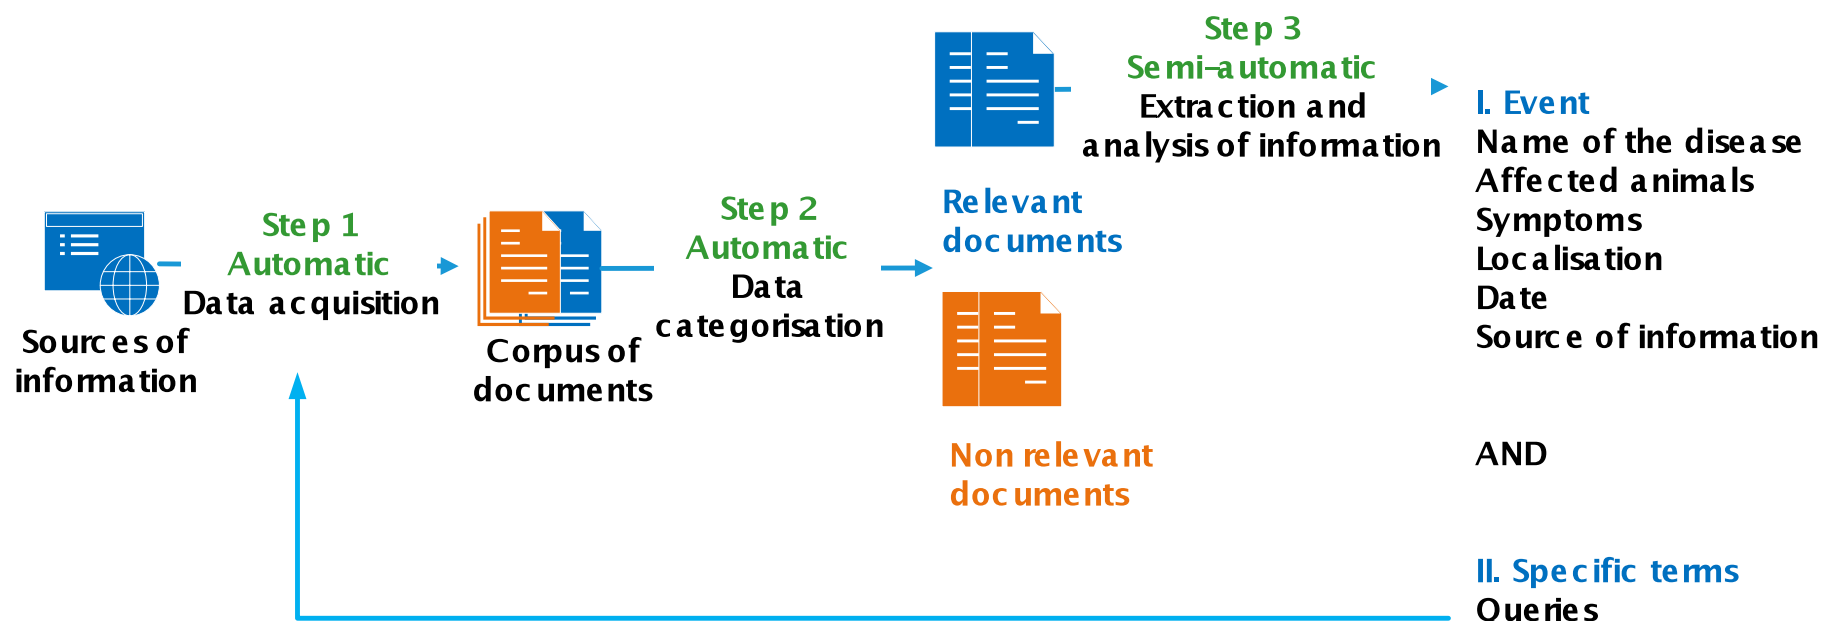 Sources of
information
Step 1
Automatic
Data acquisition
Corpus of
documents
Step 2
Automatic
Data
categorisation
Relevant
documents
Non relevant
documents
Step 3
Semi-automatic
Extraction and
analysis of information
I. Event
Name of the disease
Affected animals
Symptoms
Localisation
Date
Source of information
AND
II. Specific terms
Queries